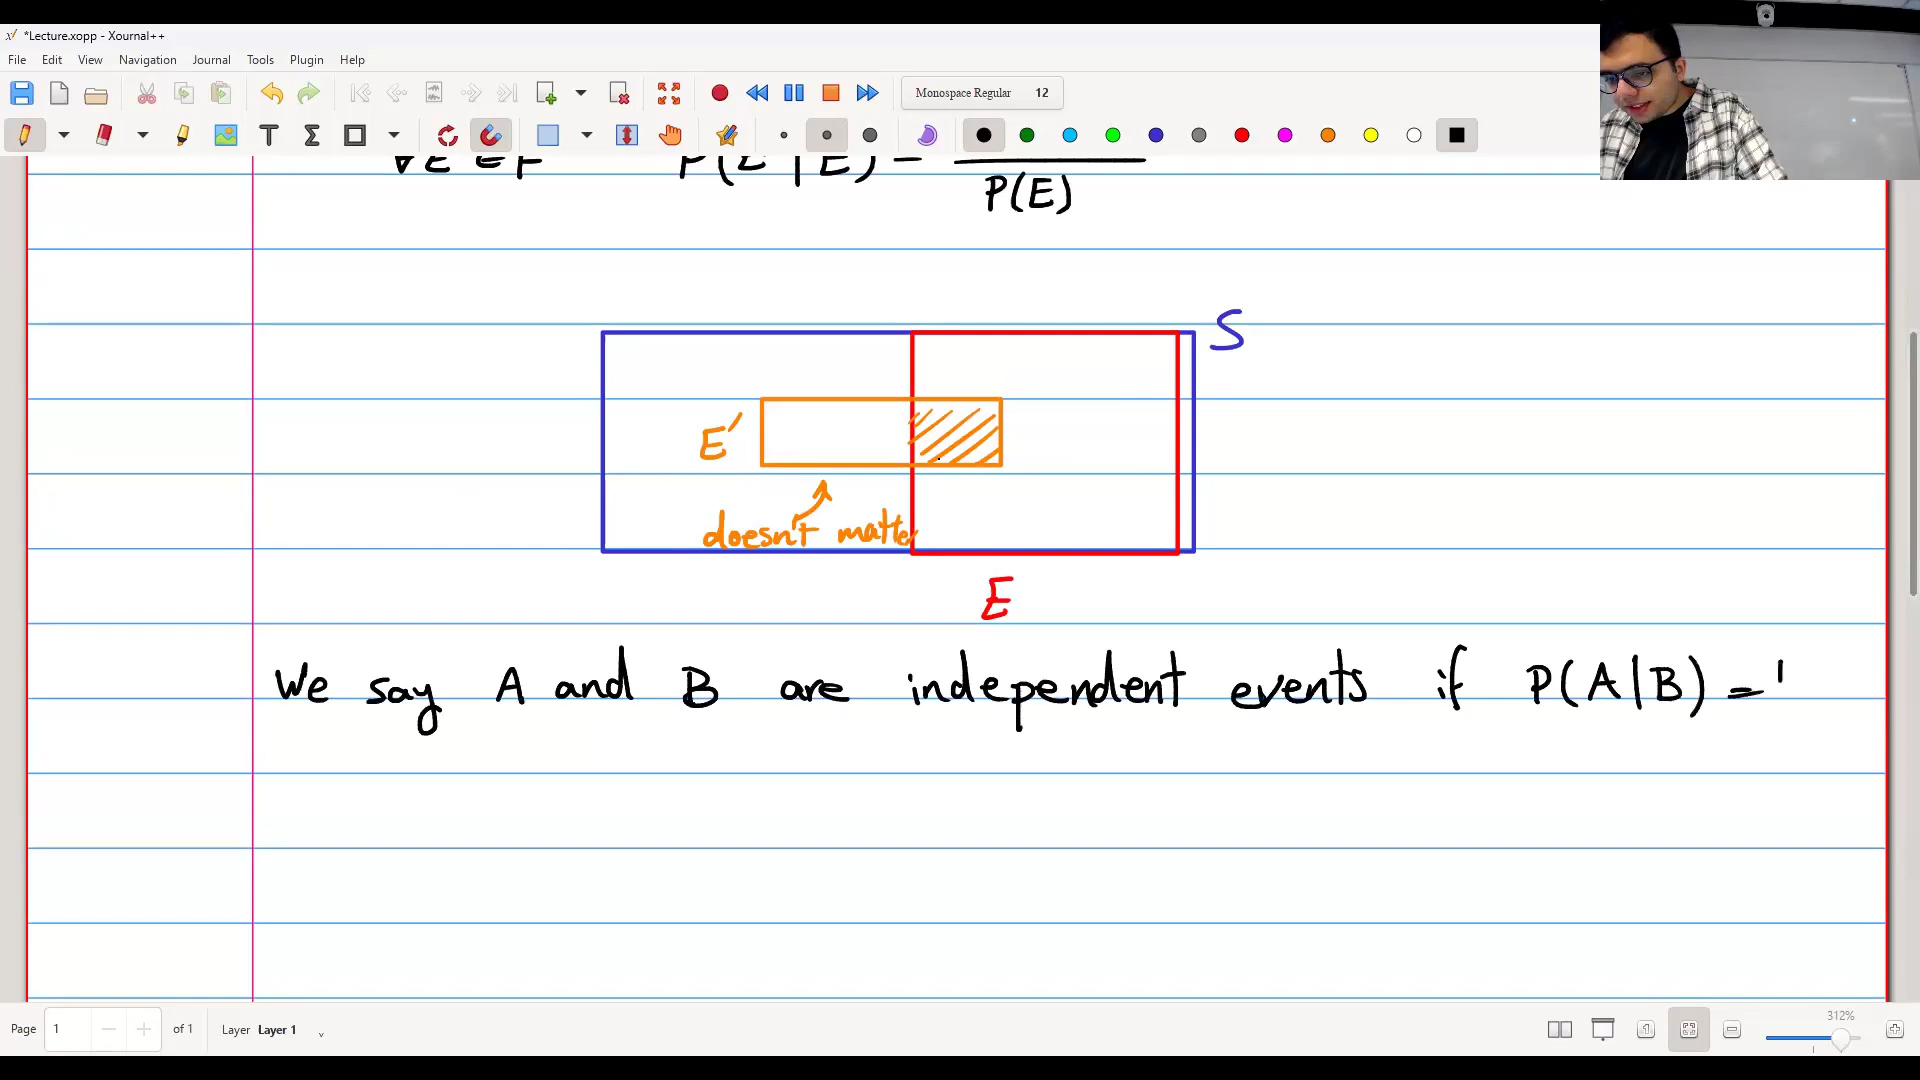 *Lecture.xopp - Xournal++
File Edit View Navigation Journal Tools Plugin Help
Monospace Regular 12
P(E)
S
E′
doesn't matte
E
We say A and B are independent events if P(A|B) =
Page 1 of 1 Layer Layer 1
312%